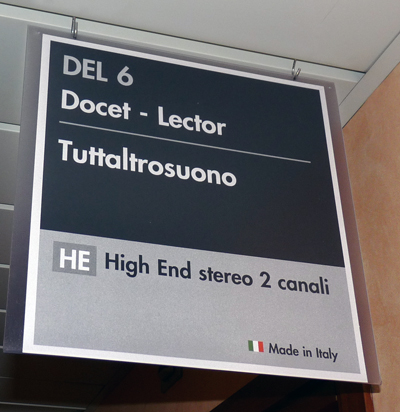 DEL 6
Docet - Lector
Tuttaltrosuono
HE High End stereo 2 canali
Made in Italy